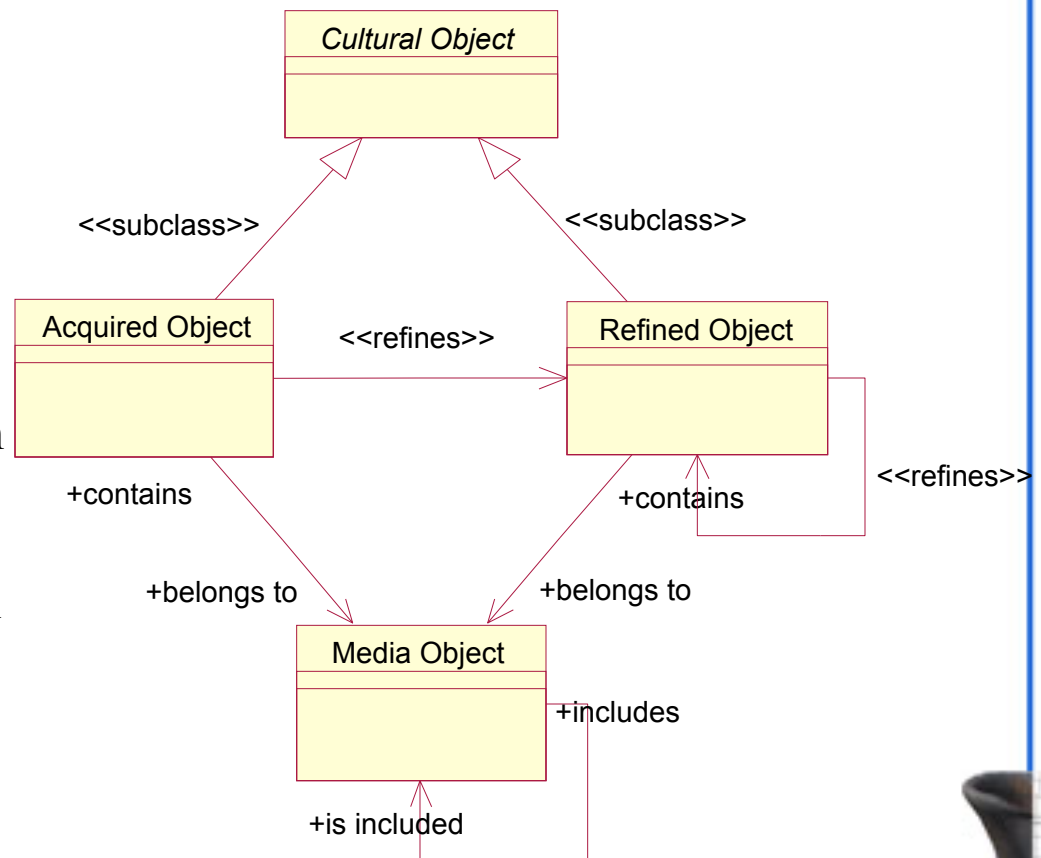 Cultural Object
<<subclass>>
<<subclass>>
Acquired Object
<<refines>>
Refined Object
<<refines>>
+contains
+contains
+belongs to
+belongs to
Media Object
+includes
+is included